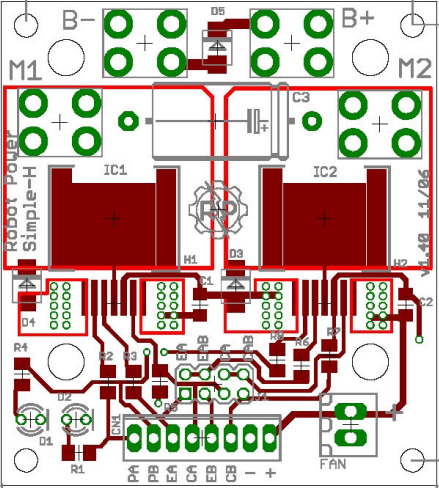 B-
D5
B+
M1
M2
C3
IC1
IC2
Robot Power
Simple-H
RP
v1.40 11/06
D3
H1
H2
D4
C1
C2
R4
R2
R3
EA
EAB
CA
CAB
R8
R6
R7
D1
D2
R1
CN1
PA
PB
EA
CA
EB
CB
-
+
+
FAN